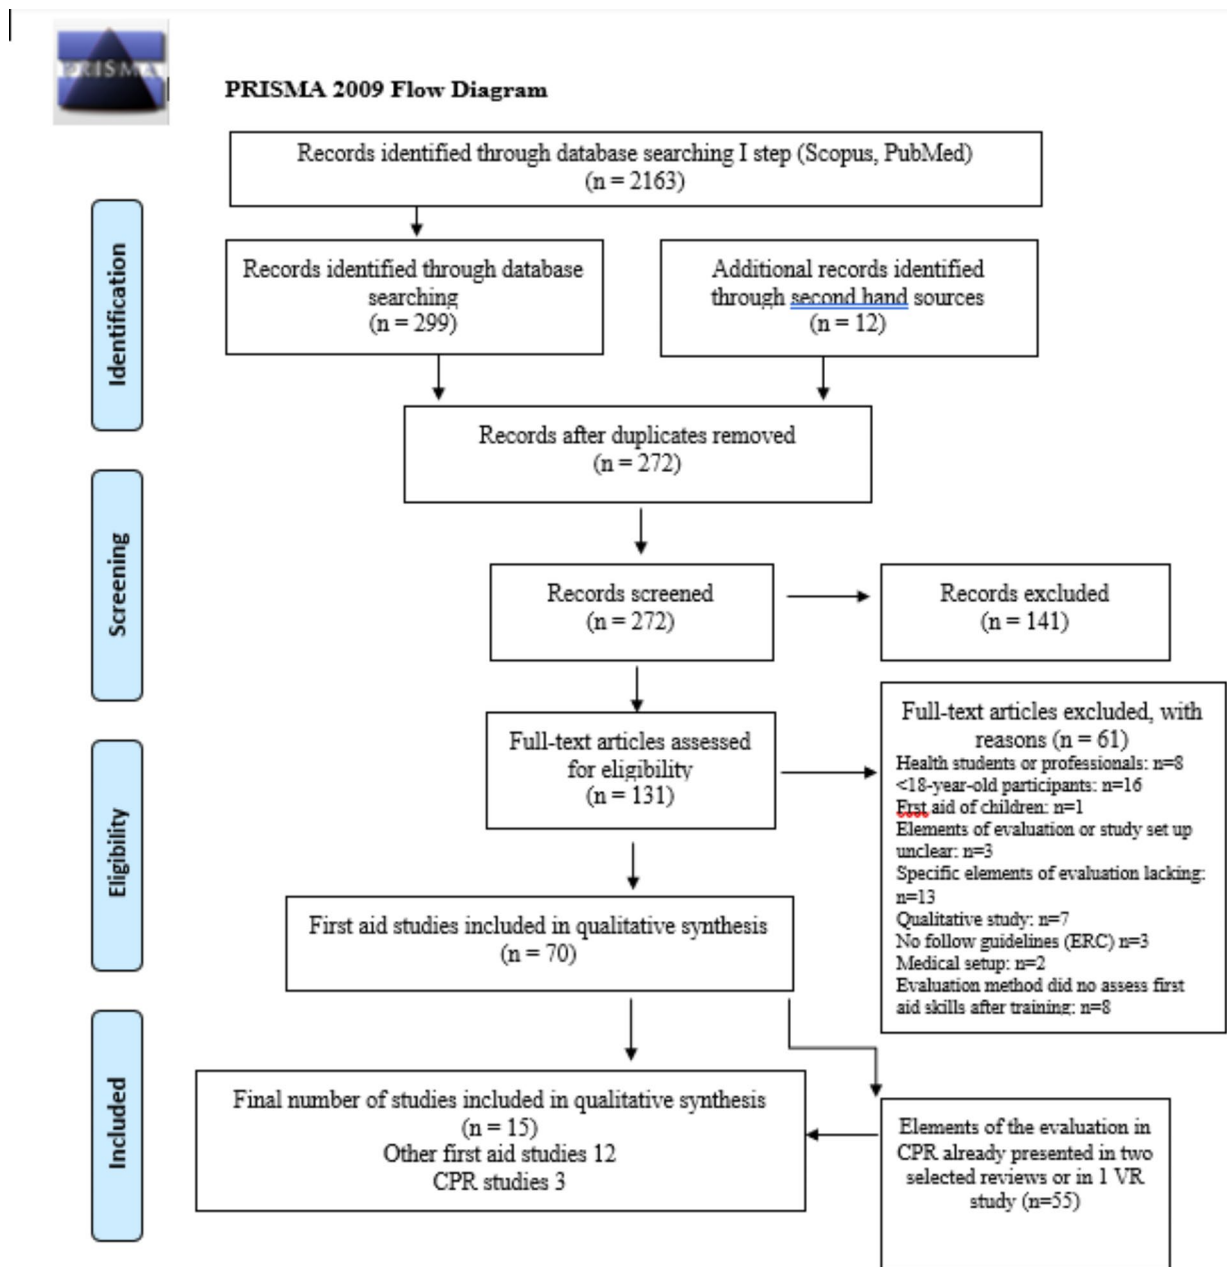 PRISMA
PRISMA 2009 Flow Diagram
Records identified through database searching I step (Scopus, PubMed)
(n = 2163)
Identification
Records identified through database
searching
(n = 299)
Additional records identified
through second hand sources
(n = 12)
Records after duplicates removed
(n = 272)
Screening
Records screened
(n = 272)
Records excluded
(n = 141)
Eligibility
Full-text articles assessed
for eligibility
(n = 131)
Full-text articles excluded, with
reasons (n = 61)
Health students or professionals: n=8
<18-year-old participants: n=16
Frst aid of children: n=1
Elements of evaluation or study set up
unclear: n=3
Specific elements of evaluation lacking:
n=13
Qualitative study: n=7
No follow guidelines (ERC) n=3
Medical setup: n=2
Evaluation method did no assess first
aid skills after training: n=8
First aid studies included in qualitative synthesis
(n = 70)
Included
Final number of studies included in qualitative synthesis
(n = 15)
Other first aid studies 12
CPR studies 3
Elements of the evaluation in
CPR already presented in two
selected reviews or in 1 VR
study (n=55)